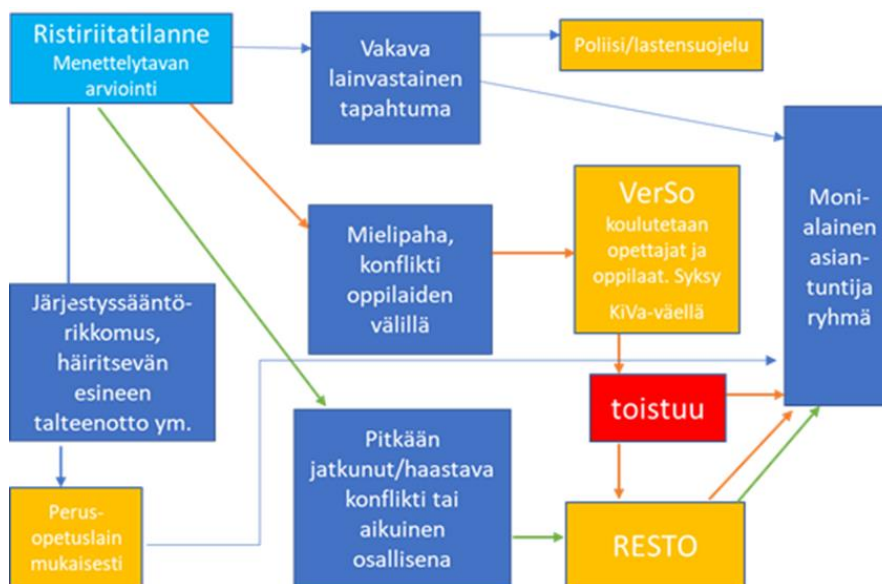 Ristiriitatilanne
Menettelytavan
arviointi
Vakava
lainvastainen
tapahtuma
Poliisi/lastensuojelu
Moni-
alainen
asian-
tuntija
ryhmä
Mielipaha,
konflikti
oppilaiden
välillä
VerSo
koulutetaan
opettajat ja
oppilaat. Syksy
KiVa-väellä
Järjestyssääntö-
rikkomus,
häiritsevän
esineen
talteenotto ym.
toistuu
Pitkään
jatkunut/haastava
konflikti tai
aikuinen
osallisena
Perus-
opetuslain
mukaisesti
RESTO